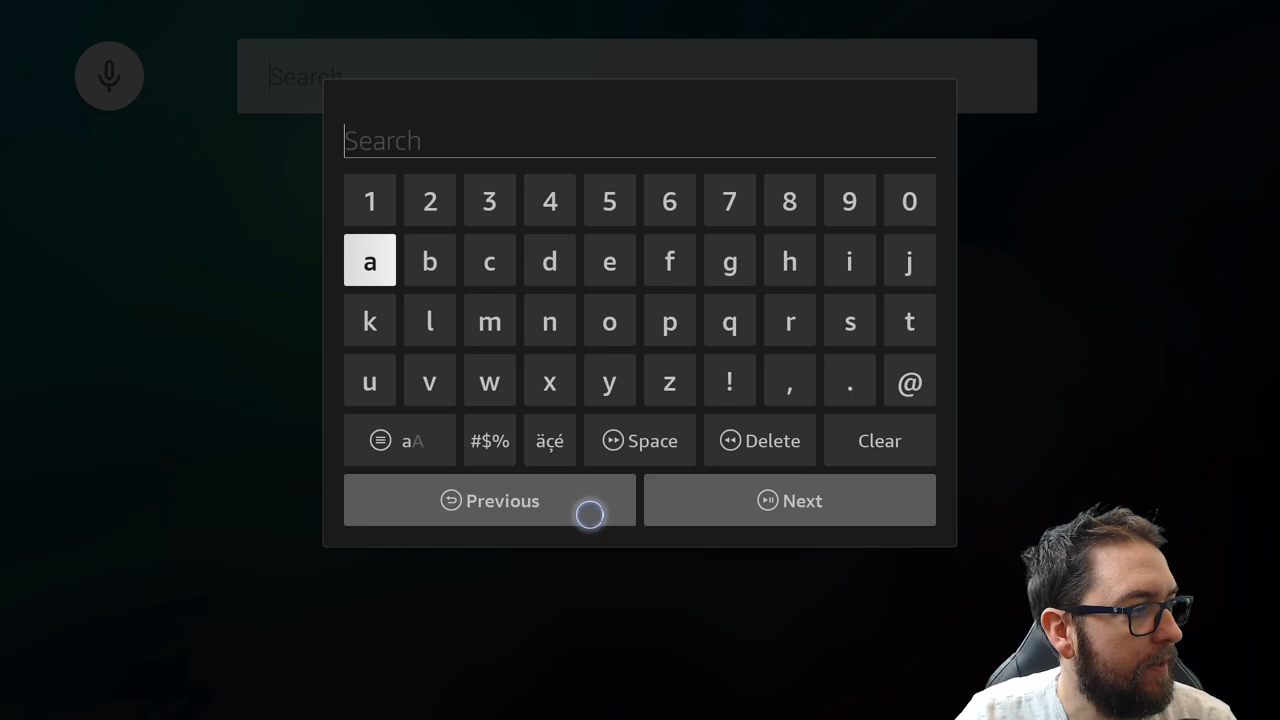 Search
Search
1 2 3 4 5 6 7 8 9 0
a b c d e f g h i j
k l m n o p q r s t
u v w x y z ! , . @
aA #$% äçé Space Delete Clear
Previous Next